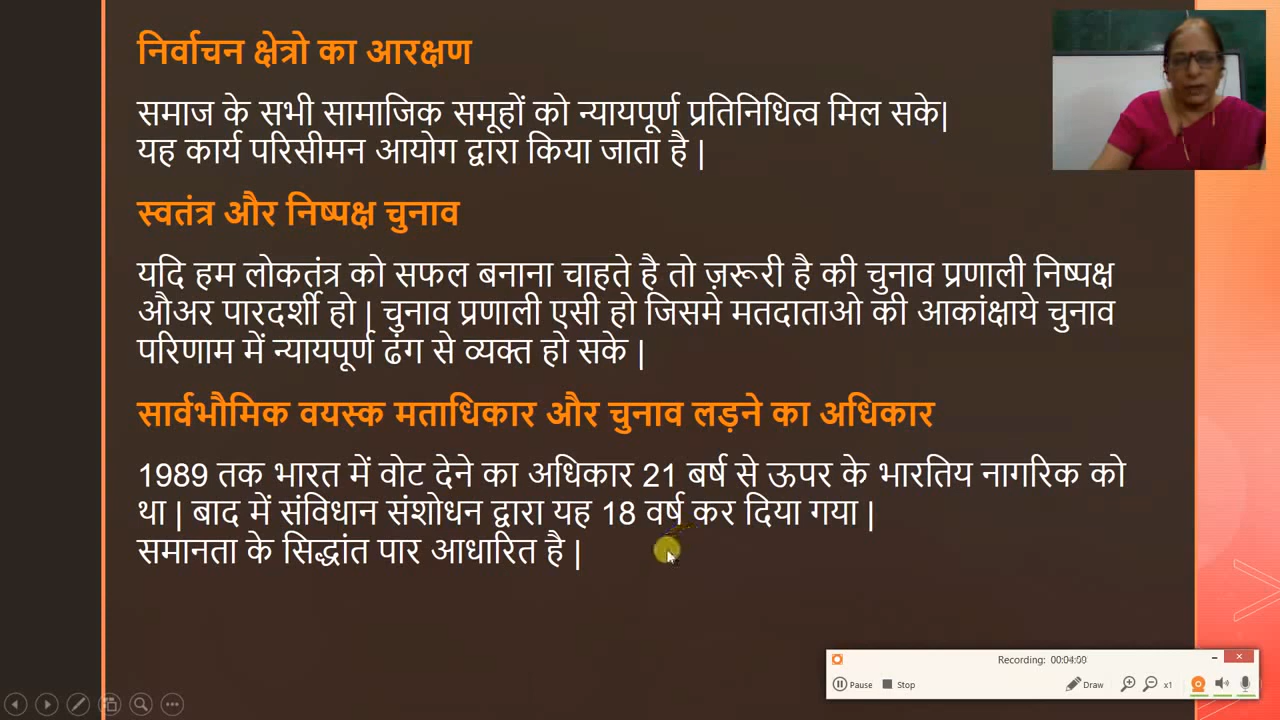 निर्वाचन क्षेत्रो का आरक्षण
समाज के सभी सामाजिक समूहों को न्यायपूर्ण प्रतिनिधित्व मिल सके|
यह कार्य परिसीमन आयोग द्वारा किया जाता है |
स्वतंत्र और निष्पक्ष चुनाव
यदि हम लोकतंत्र को सफल बनाना चाहते है तो ज़रूरी है की चुनाव प्रणाली निष्पक्ष
औअर पारदर्शी हो | चुनाव प्रणाली एसी हो जिसमे मतदाताओ की आकांक्षाये चुनाव
परिणाम में न्यायपूर्ण ढंग से व्यक्त हो सके |
सार्वभौमिक वयस्क मताधिकार और चुनाव लड़ने का अधिकार
1989 तक भारत में वोट देने का अधिकार 21 बर्ष से ऊपर के भारतिय नागरिक को
था | बाद में संविधान संशोधन द्वारा यह 18 वर्ष कर दिया गया |
समानता के सिद्धांत पार आधारित है |
Recording: 00:04:00
Pause Stop Draw x1